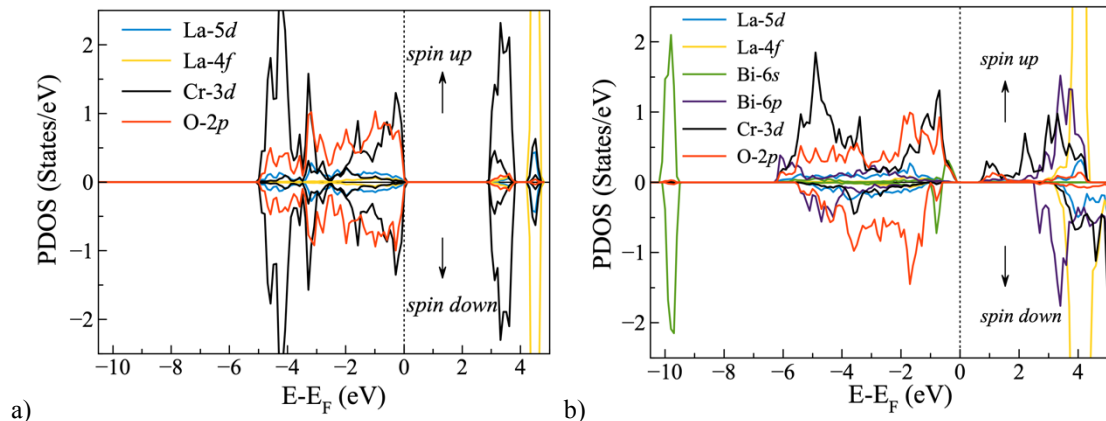 La-5d
La-4f
Cr-3d
O-2p
spin up
spin down
PDOS (States/eV)
2
1
0
−1
−2
−10
−8
−6
−4
−2
0
2
4
E-E_F (eV)
a)
La-5d
La-4f
Bi-6s
Bi-6p
Cr-3d
O-2p
spin up
spin down
PDOS (States/eV)
2
1
0
−1
−2
−10
−8
−6
−4
−2
0
2
4
E-E_F (eV)
b)